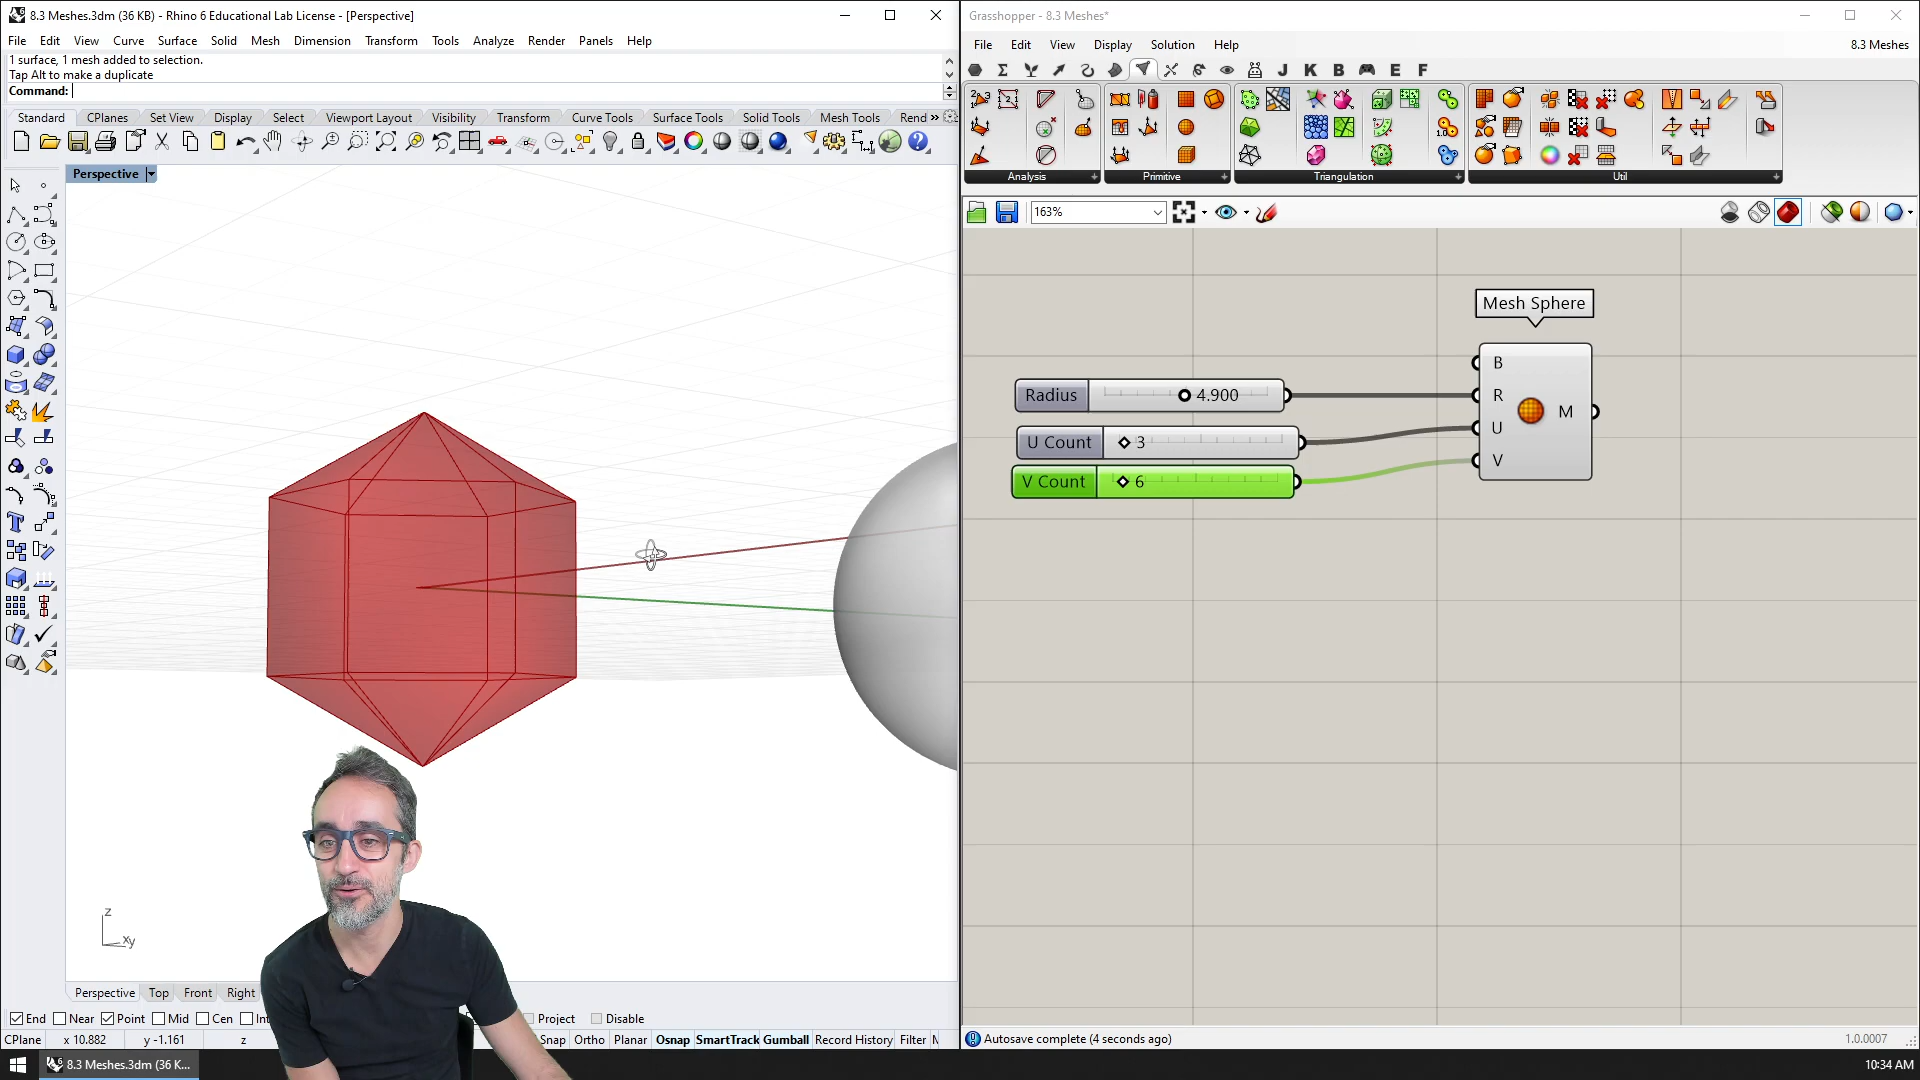 8.3 Meshes.3dm (36 KB) - Rhino 6 Educational Lab License - [Perspective]
File Edit View Curve Surface Solid Mesh Dimension Transform Tools Analyze Render Panels Help
1 surface, 1 mesh added to selection.
Tap Alt to make a duplicate
Command:
Standard CPlanes Set View Display Select Viewport Layout Visibility Transform Curve Tools Surface Tools Solid Tools Mesh Tools Rend »
Perspective
z
xy
Perspective Top Front Right
End Near Point Mid Cen Int Project Disable
CPlane x 10.882 y -1.161 z Snap Ortho Planar Osnap SmartTrack Gumball Record History Filter M
8.3 Meshes.3dm (36 K...
Grasshopper - 8.3 Meshes*
File Edit View Display Solution Help 8.3 Meshes
J K B E F
Analysis Primitive Triangulation Util
163%
Mesh Sphere
B
Radius 4.900 R
M
U Count 3 U
V Count 6 V
Autosave complete (4 seconds ago) 1.0.0007
10:34 AM